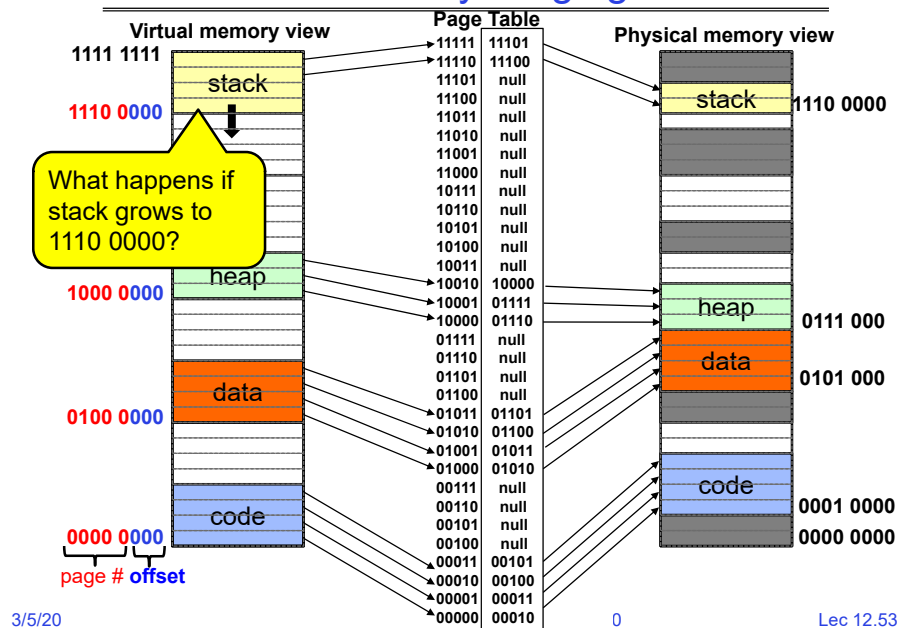 Virtual memory view
1111 1111
stack
1110 0000
What happens if
stack grows to
1110 0000?
heap
1000 0000
data
0100 0000
code
0000 0000
page # offset
Page Table
11111 11101
11110 11100
11101 null
11100 null
11011 null
11010 null
11001 null
11000 null
10111 null
10110 null
10101 null
10100 null
10011 null
10010 10000
10001 01111
10000 01110
01111 null
01110 null
01101 null
01100 null
01011 01101
01010 01100
01001 01011
01000 01010
00111 null
00110 null
00101 null
00100 null
00011 00101
00010 00100
00001 00011
00000 00010
Physical memory view
stack
1110 0000
heap
0111 000
data
0101 000
code
0001 0000
0000 0000
3/5/20
0
Lec 12.53